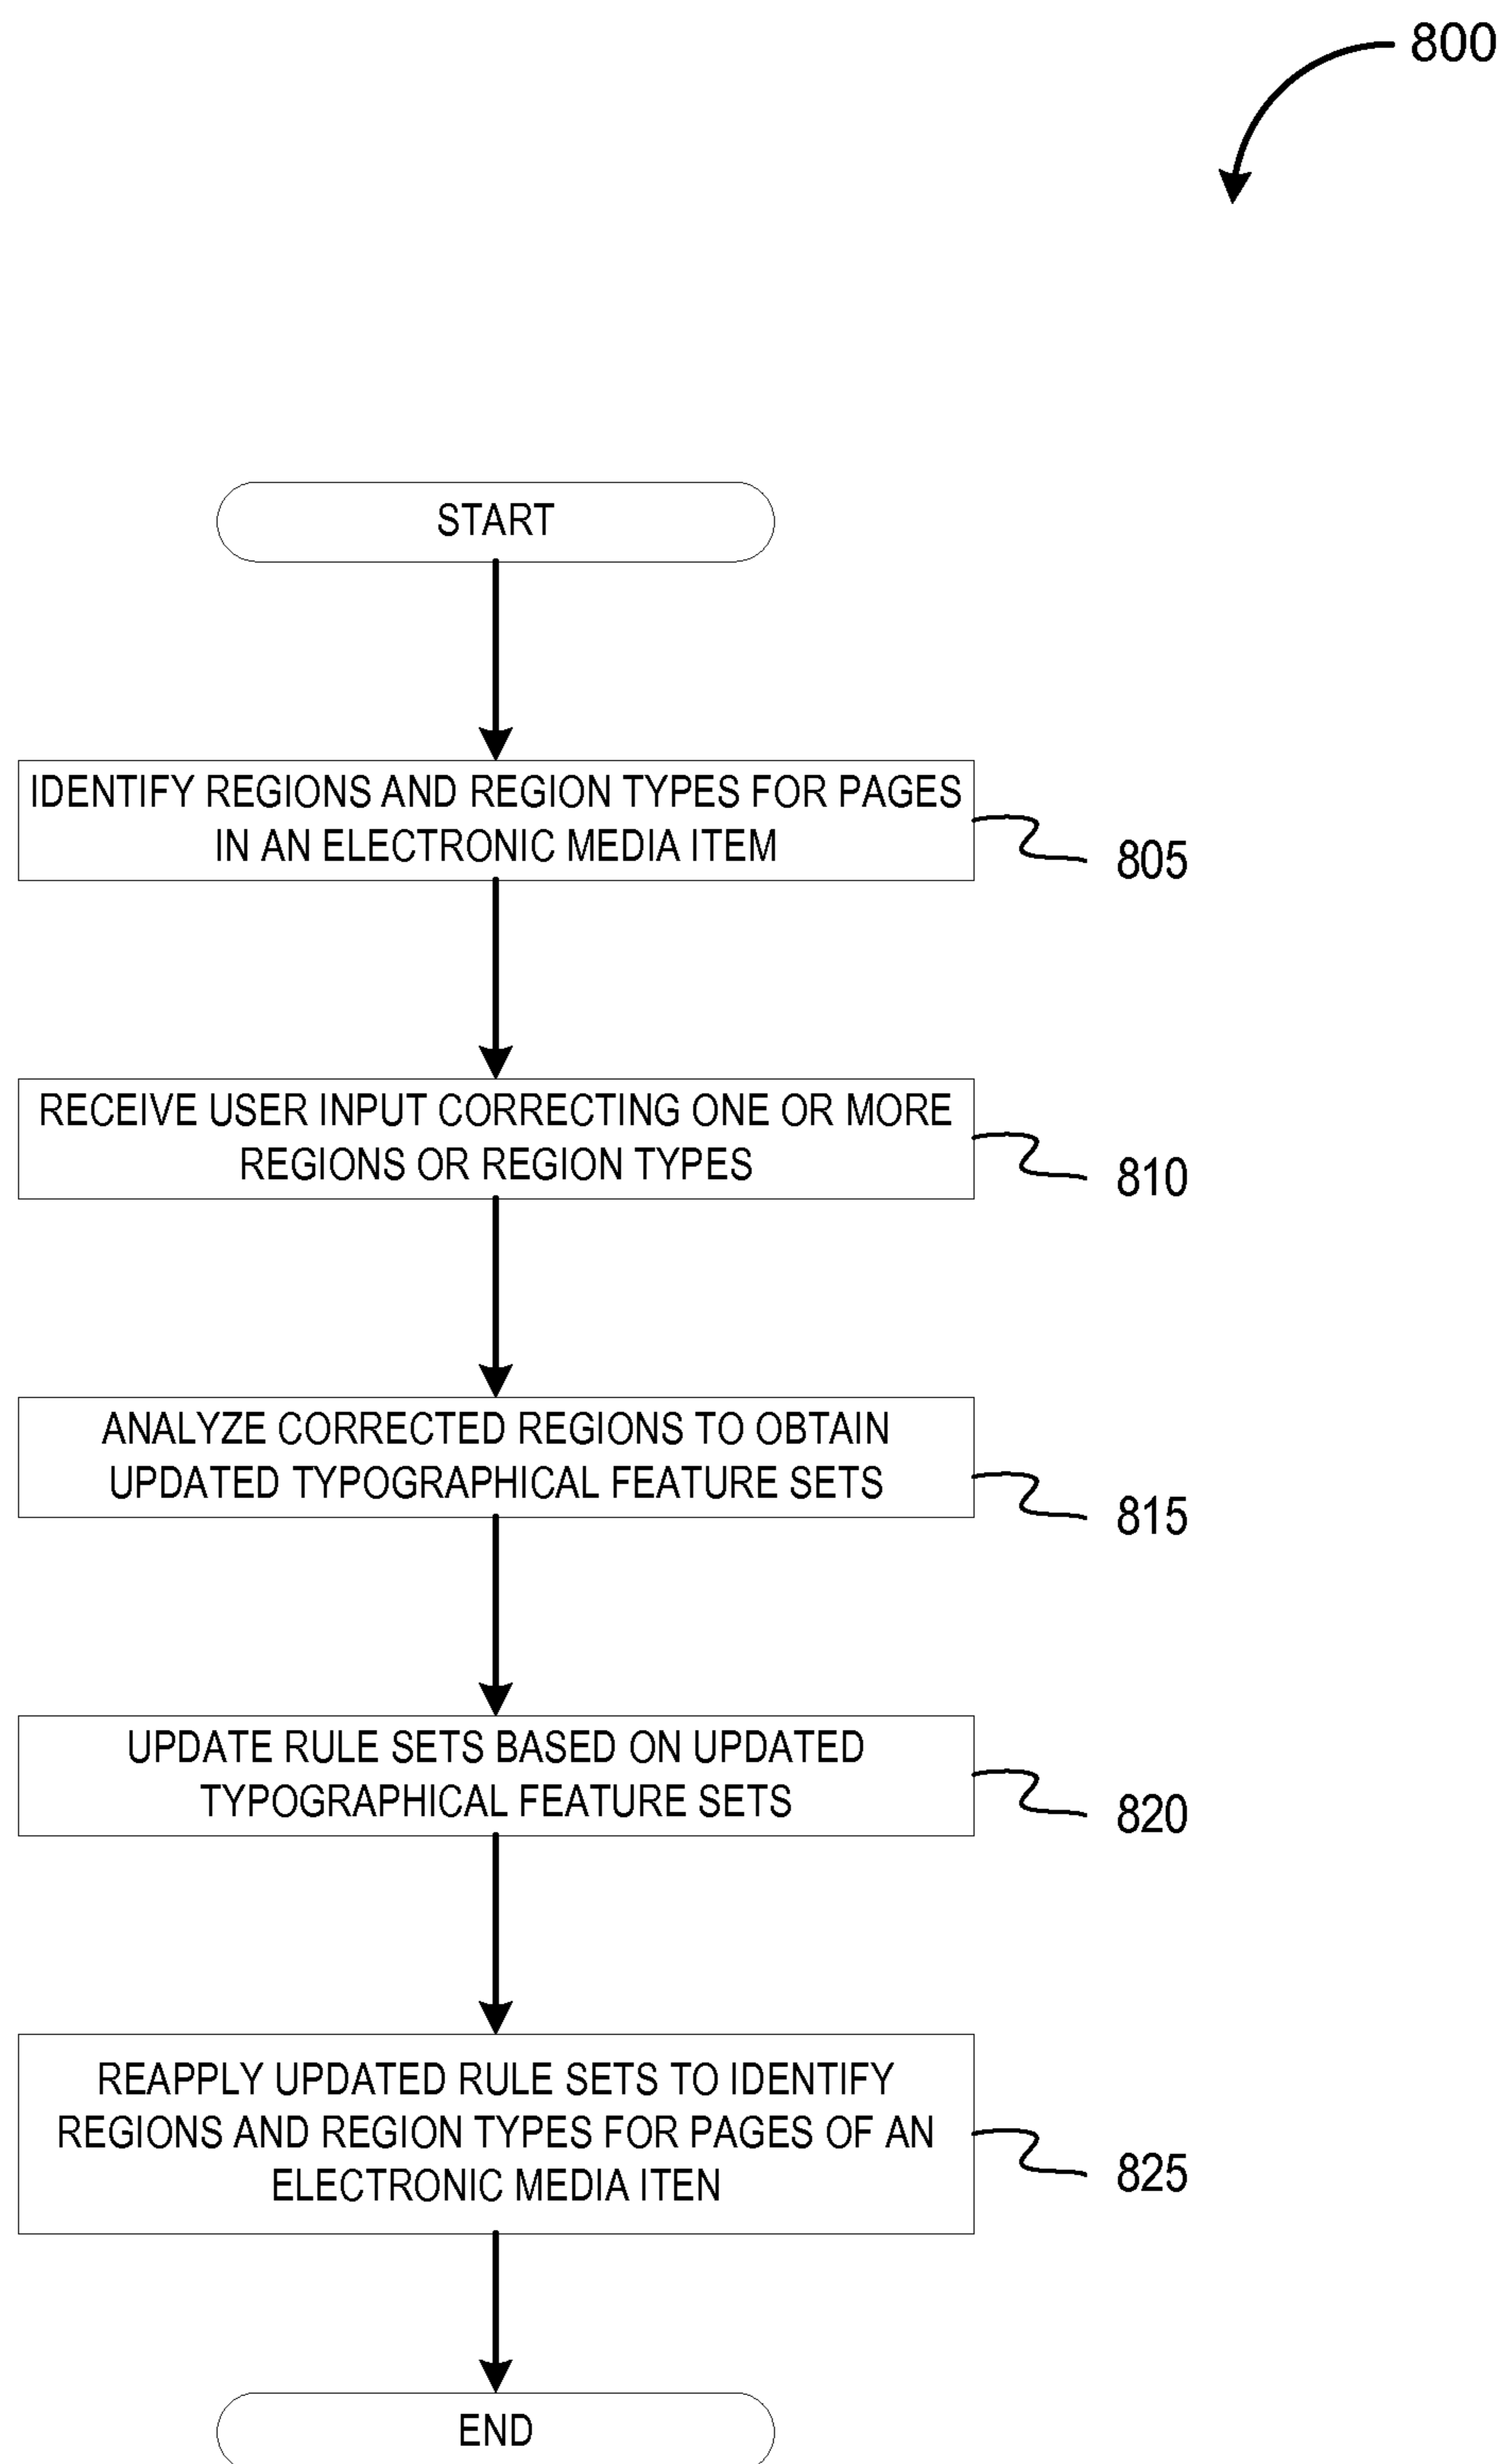 800
START
IDENTIFY REGIONS AND REGION TYPES FOR PAGES
IN AN ELECTRONIC MEDIA ITEM
805
RECEIVE USER INPUT CORRECTING ONE OR MORE
REGIONS OR REGION TYPES
810
ANALYZE CORRECTED REGIONS TO OBTAIN
UPDATED TYPOGRAPHICAL FEATURE SETS
815
UPDATE RULE SETS BASED ON UPDATED
TYPOGRAPHICAL FEATURE SETS
820
REAPPLY UPDATED RULE SETS TO IDENTIFY
REGIONS AND REGION TYPES FOR PAGES OF AN
ELECTRONIC MEDIA ITEN
825
END